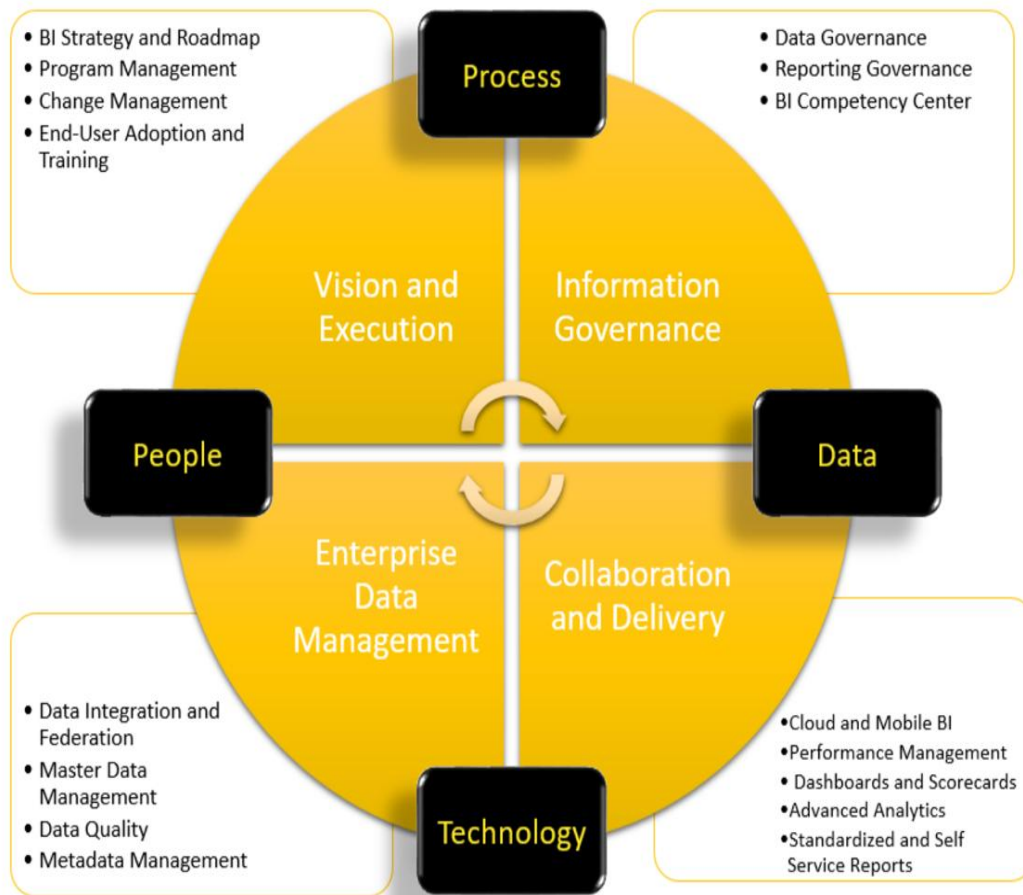 • BI Strategy and Roadmap
• Program Management
• Change Management
• End-User Adoption and
Training
Process
• Data Governance
• Reporting Governance
• BI Competency Center
Vision and
Execution
Information
Governance
People
Data
Enterprise
Data
Management
Collaboration
and Delivery
• Data Integration and
Federation
• Master Data
Management
• Data Quality
• Metadata Management
Technology
•Cloud and Mobile BI
•Performance Management
• Dashboards and Scorecards
•Advanced Analytics
•Standardized and Self
Service Reports